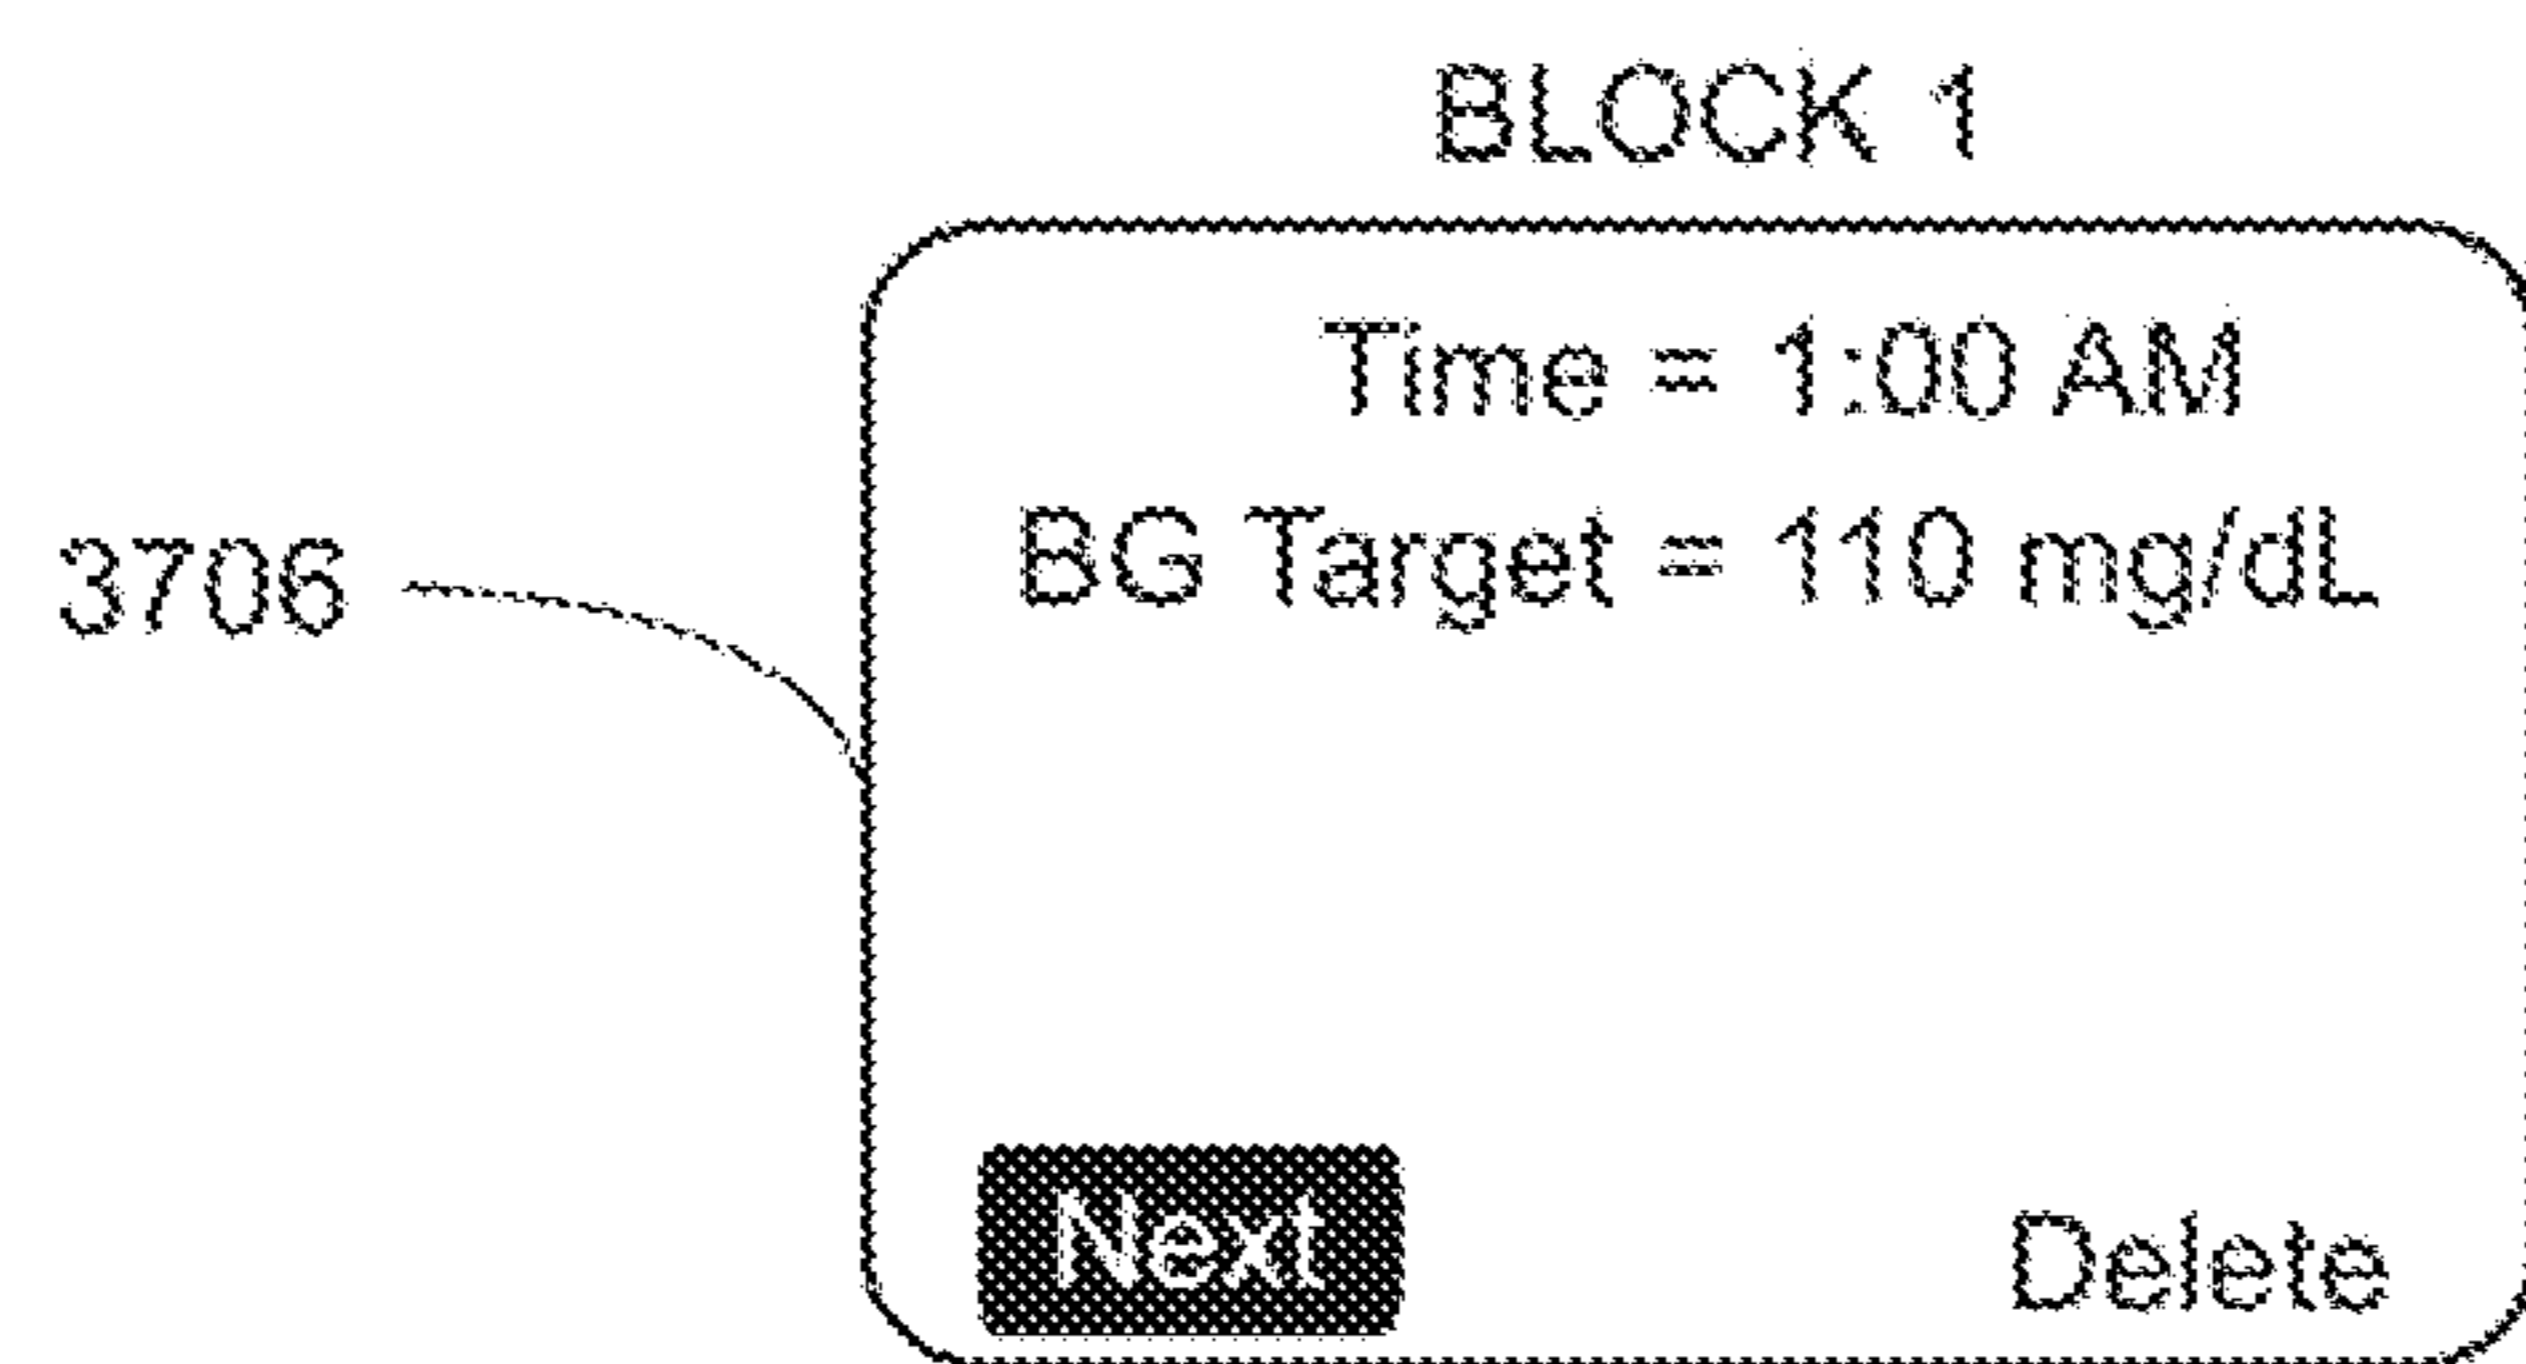 BLOCK 1
Time = 1:00 AM
BG Target = 110 mg/dL
3706
Next Delete